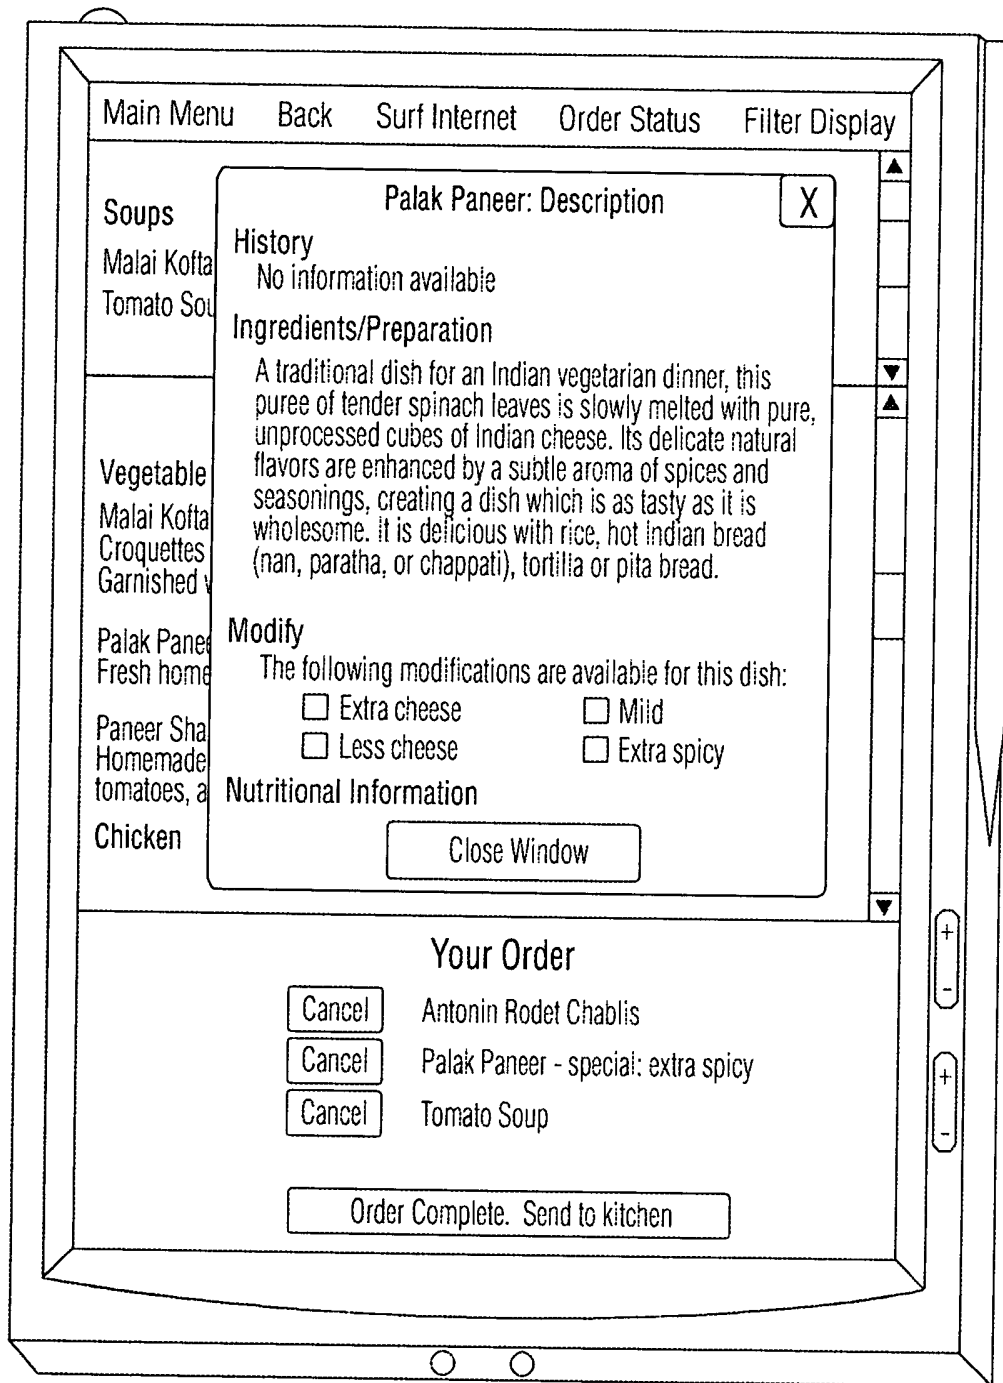 Main Menu Back Surf Internet Order Status Filter Display
Soups
Malai Kofta
Tomato Sou
Palak Paneer: Description X
History
No information available
Ingredients/Preparation
A traditional dish for an Indian vegetarian dinner, this
puree of tender spinach leaves is slowly melted with pure,
unprocessed cubes of Indian cheese. Its delicate natural
flavors are enhanced by a subtle aroma of spices and
seasonings, creating a dish which is as tasty as it is
wholesome. It is delicious with rice, hot Indian bread
(nan, paratha, or chappati), tortilla or pita bread.
Modify
The following modifications are available for this dish:
Extra cheese Mild
Less cheese Extra spicy
Nutritional Information
Close Window
Vegetable
Malai Kofta
Croquettes
Garnished w
Palak Panee
Fresh home
Paneer Sha
Homemade
tomatoes, a
Chicken
Your Order
Cancel Antonin Rodet Chablis
Cancel Palak Paneer - special: extra spicy
Cancel Tomato Soup
Order Complete. Send to kitchen
+
-
+
-